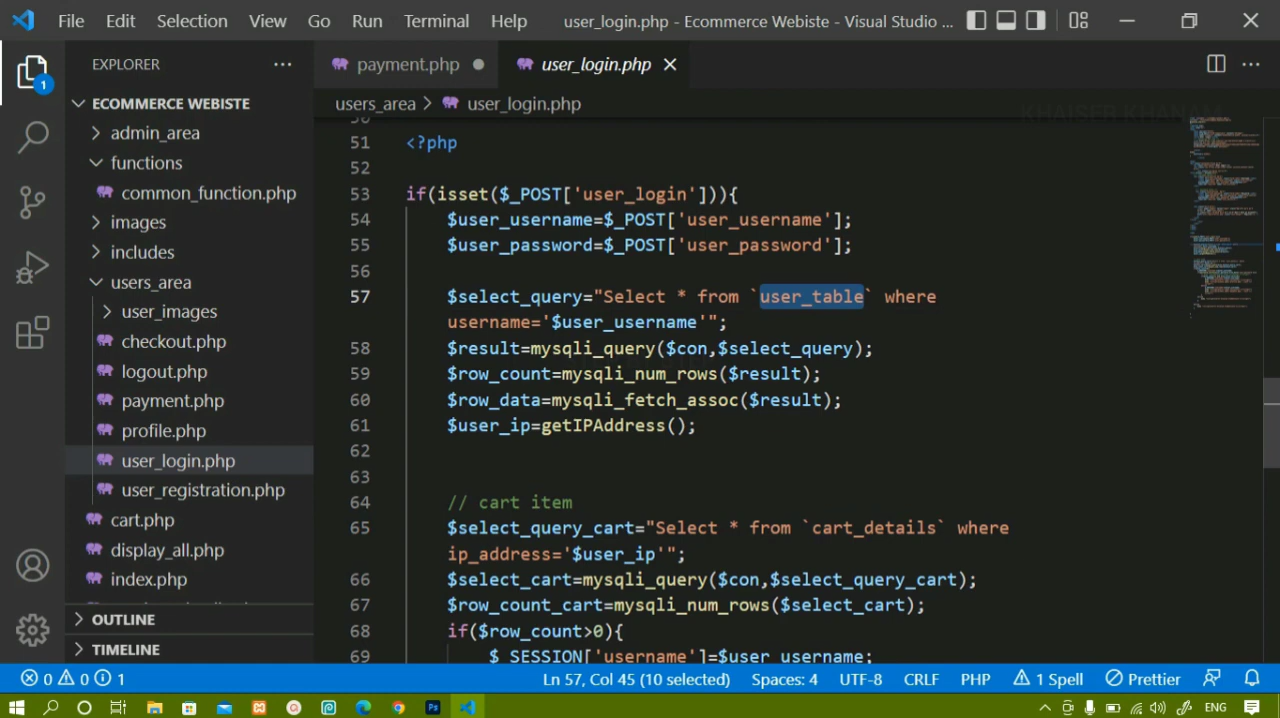 File Edit Selection View Go Run Terminal Help user_login.php - Ecommerce Webiste - Visual Studio ...
EXPLORER
payment.php
user_login.php
ECOMMERCE WEBISTE
users_area > user_login.php
KHAISED KHANAM
admin_area
functions
common_function.php
images
includes
users_area
user_images
checkout.php
logout.php
payment.php
profile.php
user_login.php
user_registration.php
cart.php
display_all.php
index.php
OUTLINE
TIMELINE
1
51 <?php
52
53 if(isset($_POST['user_login'])){
54 $user_username=$_POST['user_username'];
55 $user_password=$_POST['user_password'];
56
57 $select_query="Select * from `user_table` where
username='$user_username'";
58 $result=mysqli_query($con,$select_query);
59 $row_count=mysqli_num_rows($result);
60 $row_data=mysqli_fetch_assoc($result);
61 $user_ip=getIPAddress();
62
63
64 // cart item
65 $select_query_cart="Select * from `cart_details` where
ip_address='$user_ip'";
66 $select_cart=mysqli_query($con,$select_query_cart);
67 $row_count_cart=mysqli_num_rows($select_cart);
68 if($row_count>0){
69 $_SESSION['username']=$user_username;
0 0 1 Ln 57, Col 45 (10 selected) Spaces: 4 UTF-8 CRLF PHP 1 Spell Prettier
ENG